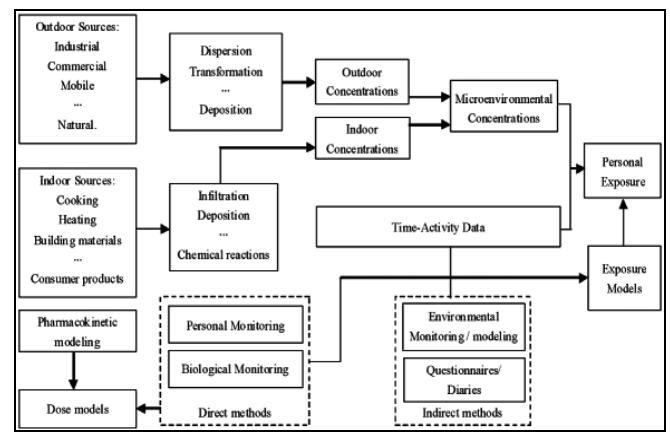 Outdoor Sources:
Industrial
Commercial
Mobile
...
Natural.
Dispersion
Transformation
...
Deposition
Outdoor
Concentrations
Microenvironmental
Concentrations
Indoor
Concentrations
Personal
Exposure
Indoor Sources:
Cooking
Heating
Building materials
...
Consumer products
Infiltration
Deposition
...
Chemical reactions
Time-Activity Data
Exposure
Models
Pharmacokinetic
modeling
Personal Monitoring
Biological Monitoring
Direct methods
Environmental
Monitoring / modeling
Questionnaires/
Diaries
Indirect methods
Dose models